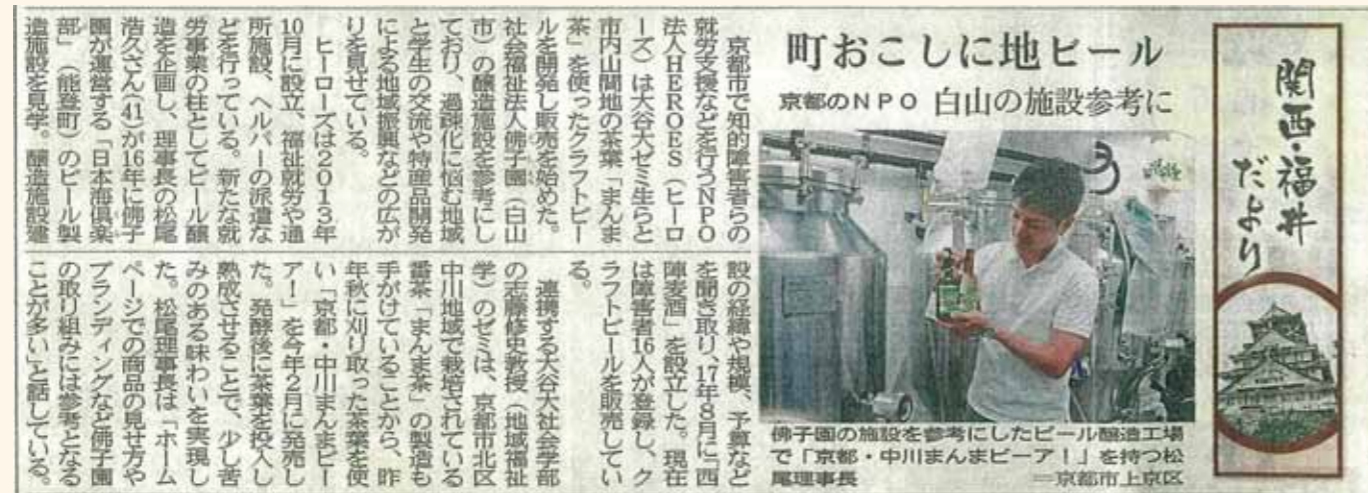 関西・福井
だより
町おこしに地ビール
京都のNPO 白山の施設参考に
京都市で知的障害者らの
就労支援などを行うNPO
法人HEROES(ヒーロ
ーズ)は大谷大ゼミ生らと
市内山間地の茶葉「まんま
茶」を使ったクラフトビー
ルを開発し販売を始めた。
社会福祉法人佛子園(白山
市)の醸造施設を参考にし
ており、過疎化に悩む地域
と学生の交流や特産品開発
による地域振興などの広が
りを見せている。
ヒーローズは2013年
10月に設立、福祉就労や通
所施設、ヘルパーの派遣な
どを行っている。新たな就
労事業の柱としてビール醸
造を企画し、理事長の松尾
浩久さん(41)が16年に佛子
園が運営する「日本海倶楽
部」(能登町)のビール製
造施設を見学。醸造施設建
設の経緯や規模、予算など
を聞き取り、17年8月に「西
陣麦酒」を設立した。現在
は障害者16人が登録し、ク
ラフトビールを販売してい
る。
連携する大谷大社会学部
の志藤修史教授(地域福祉
学)のゼミは、京都市北区
中川地域で栽培されている
番茶「まんま茶」の製造も
手がけていることから、昨
年秋に刈り取った茶葉を使
い「京都・中川まんまビー
ア!」を今年2月に発売し
た。発酵後に茶葉を投入し
熟成させることで、少し苦
みのある味わいを実現し
た。松尾理事長は「ホーム
ページでの商品の見せ方や
ブランディングなど佛子園
の取り組みには参考となる
ことが多い」と話している。
佛子園の施設を参考にしたビール醸造工場
で「京都・中川まんまビーア!」を持つ松
尾理事長 =京都市上京区